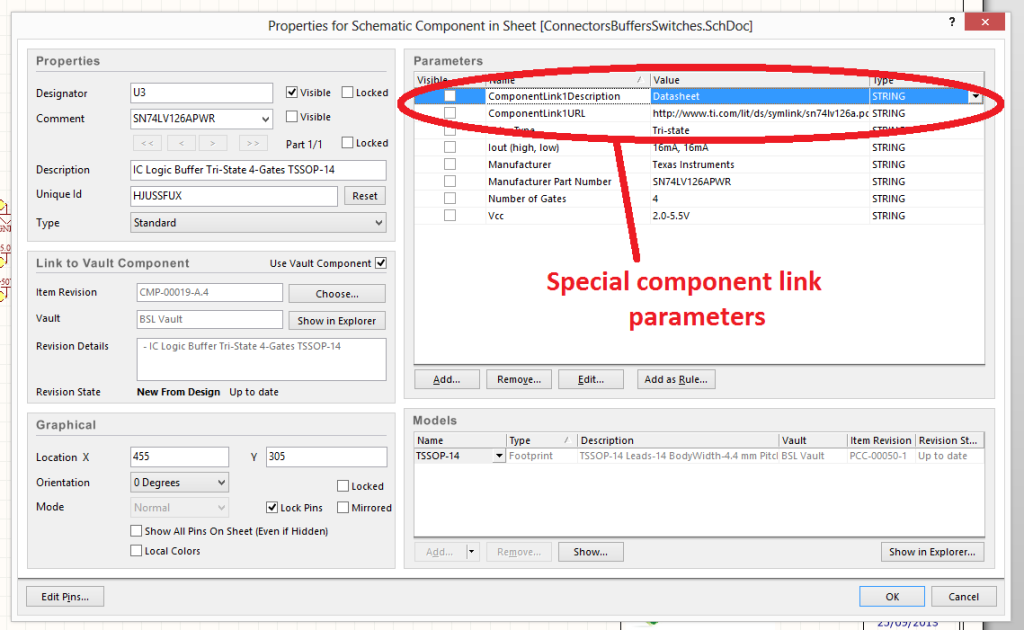 Properties for Schematic Component in Sheet [ConnectorsBuffersSwitches.SchDoc]
?
Properties
Designator U3 Visible Locked
Comment SN74LV126APWR Visible
<< < > >> Part 1/1 Locked
Description IC Logic Buffer Tri-State 4-Gates TSSOP-14
Unique Id HJUSSFUX Reset
Type Standard
Link to Vault Component Use Vault Component
Item Revision CMP-00019-A.4 Choose...
Vault BSL Vault Show in Explorer
Revision Details - IC Logic Buffer Tri-State 4-Gates TSSOP-14
Revision State New From Design Up to date
Graphical
Location X 455 Y 305
Orientation 0 Degrees Locked
Mode Normal Lock Pins Mirrored
Show All Pins On Sheet (Even if Hidden)
Local Colors
Edit Pins...
Parameters
Visible Name Value Type
ComponentLink1Description Datasheet STRING
ComponentLink1URL http://www.ti.com/lit/ds/symlink/sn74lv126a.pc STRING
Type Tri-state STRING
Iout (high, low) 16mA, 16mA STRING
Manufacturer Texas Instruments STRING
Manufacturer Part Number SN74LV126APWR STRING
Number of Gates 4 STRING
Vcc 2.0-5.5V STRING
Special component link
parameters
Add... Remove... Edit... Add as Rule...
Models
Name Type Description Vault Item Revision Revision St...
TSSOP-14 Footprint TSSOP-14 Leads-14 BodyWidth-4.4 mm Pitcl BSL Vault PCC-00050-1 Up to date
Add... Remove... Show... Show in Explorer...
OK Cancel